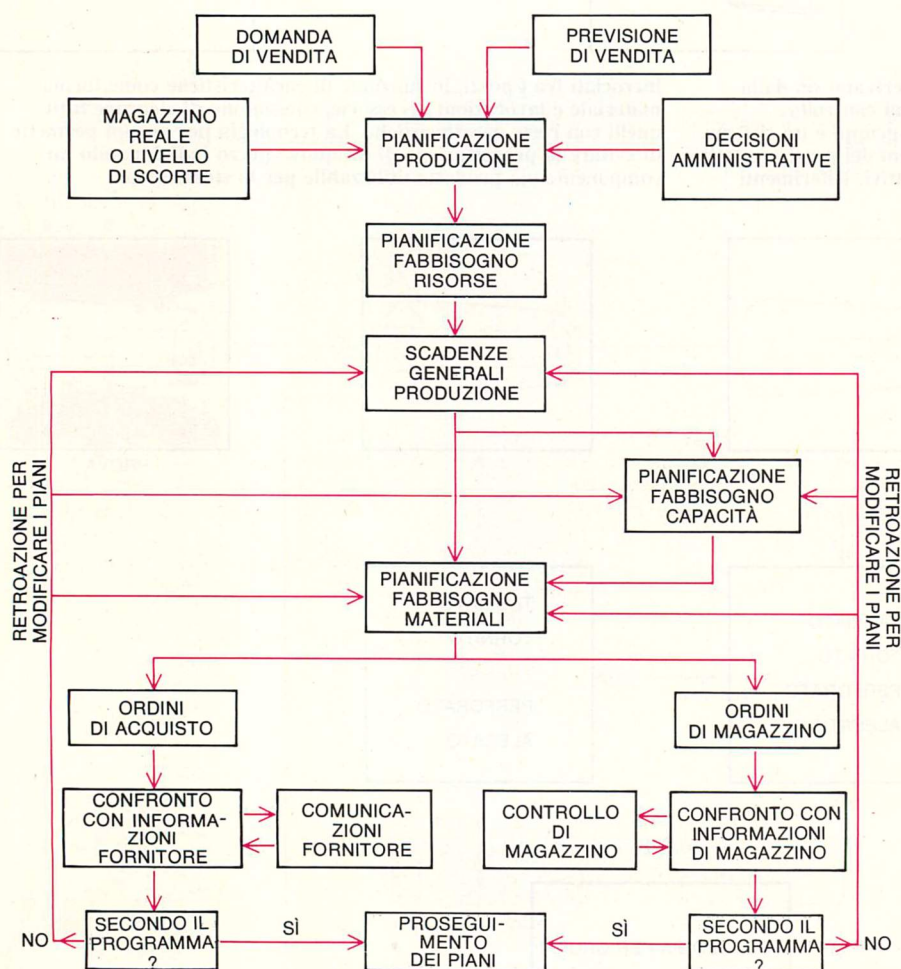 DOMANDA
DI VENDITA
PREVISIONE
DI VENDITA
MAGAZZINO
REALE
O LIVELLO
DI SCORTE
PIANIFICAZIONE
PRODUZIONE
DECISIONI
AMMINISTRATIVE
PIANIFICAZIONE
FABBISOGNO
RISORSE
SCADENZE
GENERALI
PRODUZIONE
RETROAZIONE PER
MODIFICARE I PIANI
PIANIFICAZIONE
FABBISOGNO
CAPACITÀ
RETROAZIONE PER
MODIFICARE I PIANI
PIANIFICAZIONE
FABBISOGNO
MATERIALI
ORDINI
DI ACQUISTO
ORDINI
DI MAGAZZINO
CONFRONTO
CON INFORMA-
ZIONI
FORNITORE
COMUNICA-
ZIONI
FORNITORE
CONTROLLO
DI
MAGAZZINO
CONFRONTO CON
INFORMAZIONI
DI MAGAZZINO
NO
SECONDO IL
PROGRAMMA
?
SÌ
PROSEGUI-
MENTO
DEI PIANI
SÌ
SECONDO IL
PROGRAMMA
?
NO